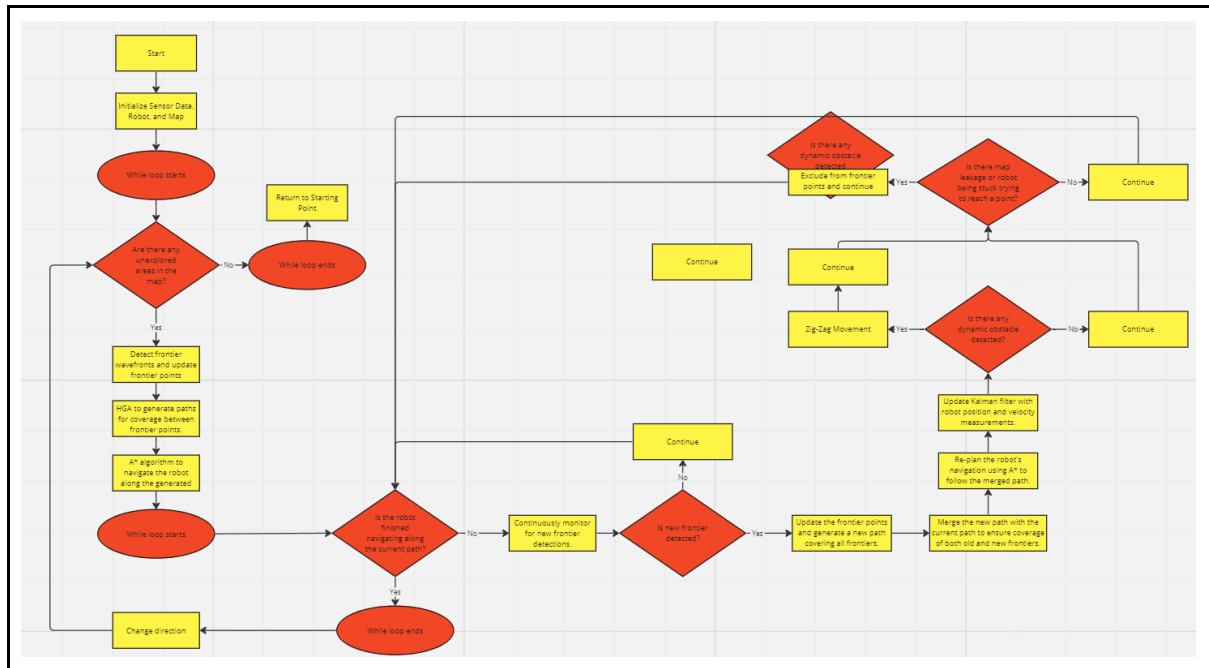 Start
Initialize Sensor Data,
Robot, and Map
While loop starts
Are there any
unexplored
areas in the
map?
No
While loop ends
Return to Starting
Point
Yes
Detect frontier
wavefronts and update
frontier points
HGA to generate paths
for coverage between
frontier points.
A* algorithm to
navigate the robot
along the generated
While loop starts
Is the robot
finished
navigating along
the current path?
Yes
While loop ends
Change direction
No
Continuously monitor
for new frontier
detections.
Is new frontier
detected?
No
Continue
Yes
Update the frontier points
and generate a new path
covering all frontiers.
Merge the new path with the
current path to ensure coverage
of both old and new frontiers.
Re-plan the robot's
navigation using A* to
follow the merged path.
Update Kalman filter with
robot position and velocity
measurements.
Is there any
dynamic obstacle
detected?
Yes
Zig-Zag Movement
Continue
No
Continue
Is there map
leakage or robot
being stuck trying
to reach a point?
No
Continue
Yes
Is there any
dynamic obstacle
detected
Exclude from frontier
points and continue
Continue